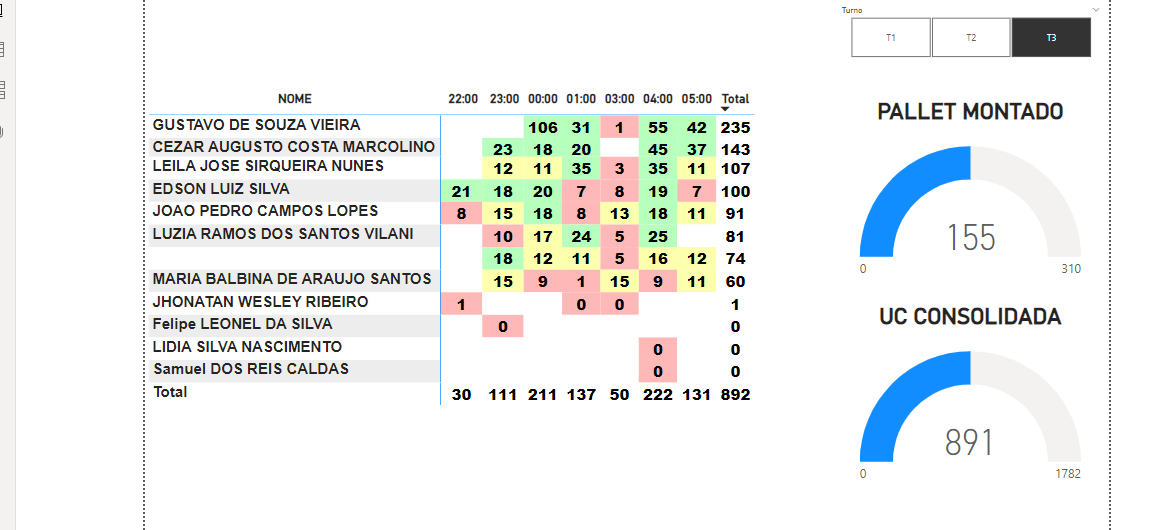 Turno
T1 T2 T3
NOME 22:00 23:00 00:00 01:00 03:00 04:00 05:00 Total
GUSTAVO DE SOUZA VIEIRA 106 31 1 55 42 235
CEZAR AUGUSTO COSTA MARCOLINO 23 18 20 45 37 143
LEILA JOSE SIRQUEIRA NUNES 12 11 35 3 35 11 107
EDSON LUIZ SILVA 21 18 20 7 8 19 7 100
JOAO PEDRO CAMPOS LOPES 8 15 18 8 13 18 11 91
LUZIA RAMOS DOS SANTOS VILANI 10 17 24 5 25 81
18 12 11 5 16 12 74
MARIA BALBINA DE ARAUJO SANTOS 15 9 1 15 9 11 60
JHONATAN WESLEY RIBEIRO 1 0 0 1
Felipe LEONEL DA SILVA 0 0
LIDIA SILVA NASCIMENTO 0 0
Samuel DOS REIS CALDAS 0 0
Total 30 111 211 137 50 222 131 892
PALLET MONTADO
155
0 310
UC CONSOLIDADA
891
0 1782